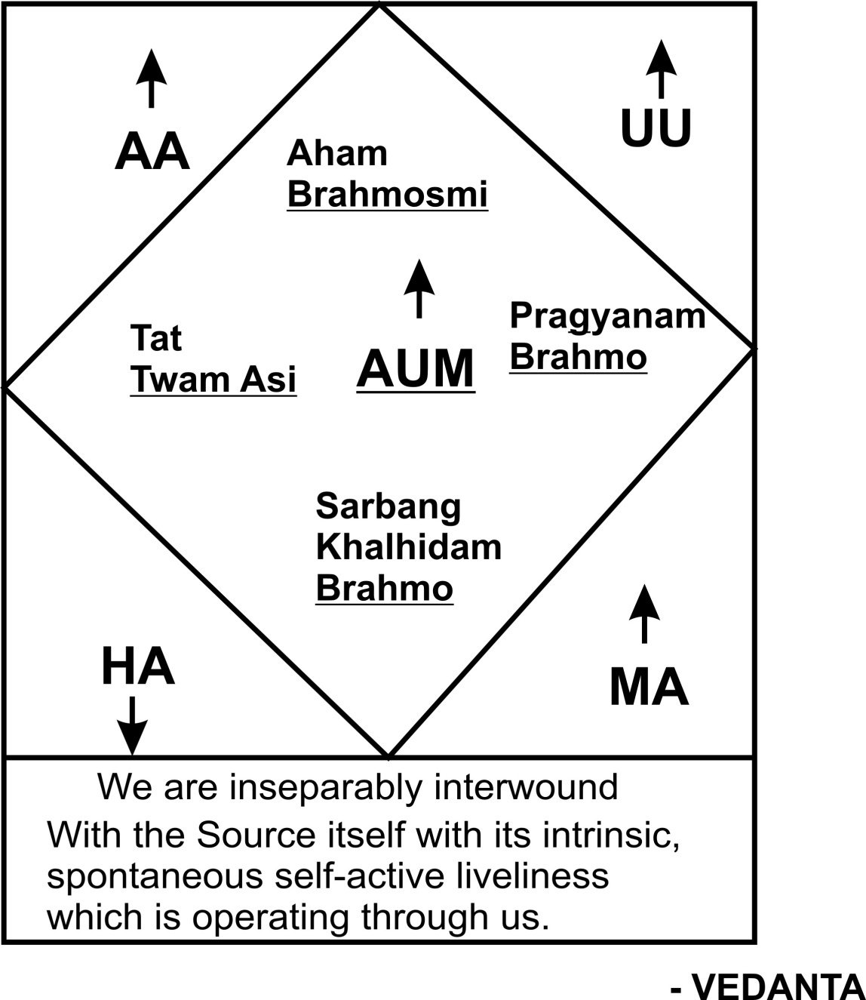 AA
UU
Aham
Brahmosmi
Tat
Twam Asi
AUM
Pragyanam
Brahmo
Sarbang
Khalhidam
Brahmo
HA
MA
We are inseparably interwound
With the Source itself with its intrinsic,
spontaneous self-active liveliness
which is operating through us.
- VEDANTA